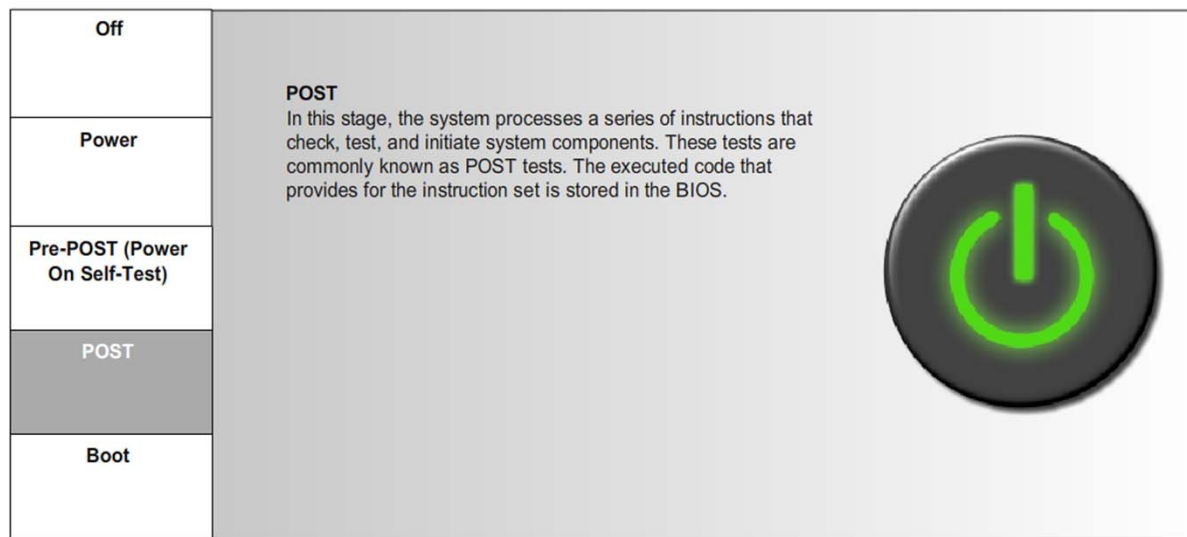 Off
Power
Pre-POST (Power
On Self-Test)
POST
Boot
POST
In this stage, the system processes a series of instructions that
check, test, and initiate system components. These tests are
commonly known as POST tests. The executed code that
provides for the instruction set is stored in the BIOS.